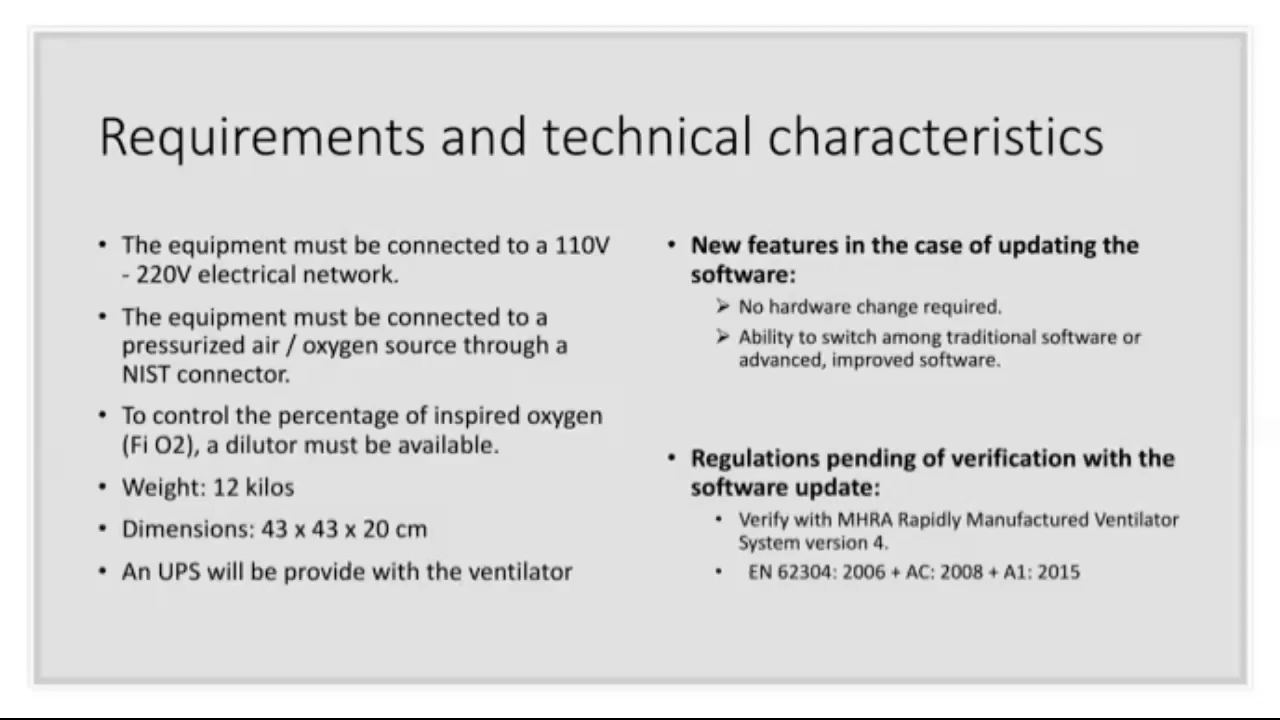 Requirements and technical characteristics
• The equipment must be connected to a 110V
- 220V electrical network.
• The equipment must be connected to a
pressurized air / oxygen source through a
NIST connector.
• To control the percentage of inspired oxygen
(Fi O2), a dilutor must be available.
• Weight: 12 kilos
• Dimensions: 43 x 43 x 20 cm
• An UPS will be provide with the ventilator
• New features in the case of updating the
software:
➢ No hardware change required.
➢ Ability to switch among traditional software or
advanced, improved software.
• Regulations pending of verification with the
software update:
• Verify with MHRA Rapidly Manufactured Ventilator
System version 4.
• EN 62304: 2006 + AC: 2008 + A1: 2015